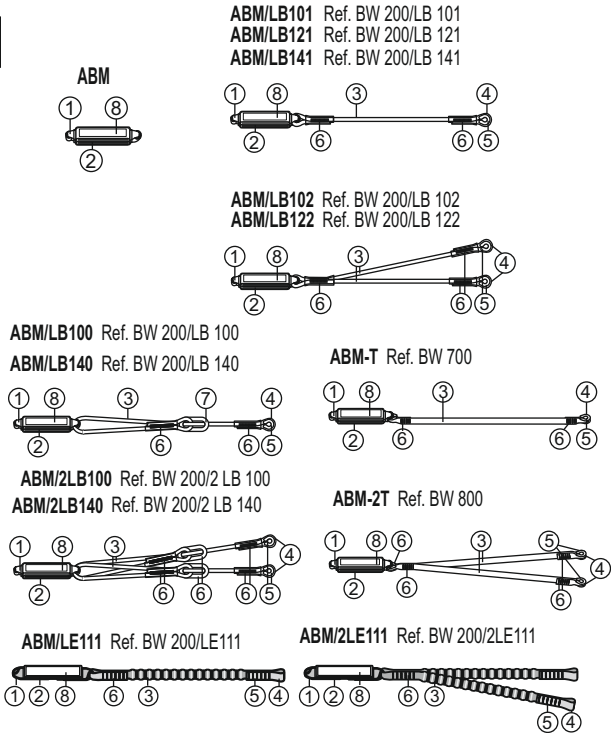 ABM/LB101 Ref. BW 200/LB 101
ABM/LB121 Ref. BW 200/LB 121
ABM/LB141 Ref. BW 200/LB 141
ABM
1 8
2
1 8 3 4
2 6 6 5
ABM/LB102 Ref. BW 200/LB 102
ABM/LB122 Ref. BW 200/LB 122
1 8 3 4
2 6 6 5
ABM/LB100 Ref. BW 200/LB 100
ABM/LB140 Ref. BW 200/LB 140
1 8 3 7 4
2 6 6 5
ABM-T Ref. BW 700
1 8 3 4
2 6 6 5
ABM/2LB100 Ref. BW 200/2 LB 100
ABM/2LB140 Ref. BW 200/2 LB 140
1 8 3 4
2 6 6 6 5
ABM-2T Ref. BW 800
1 8 6 3 5 4
2 6 6
ABM/LE111 Ref. BW 200/LE111
1 2 8 6 3 5 4
ABM/2LE111 Ref. BW 200/2LE111
1 2 8 6 3 5 4